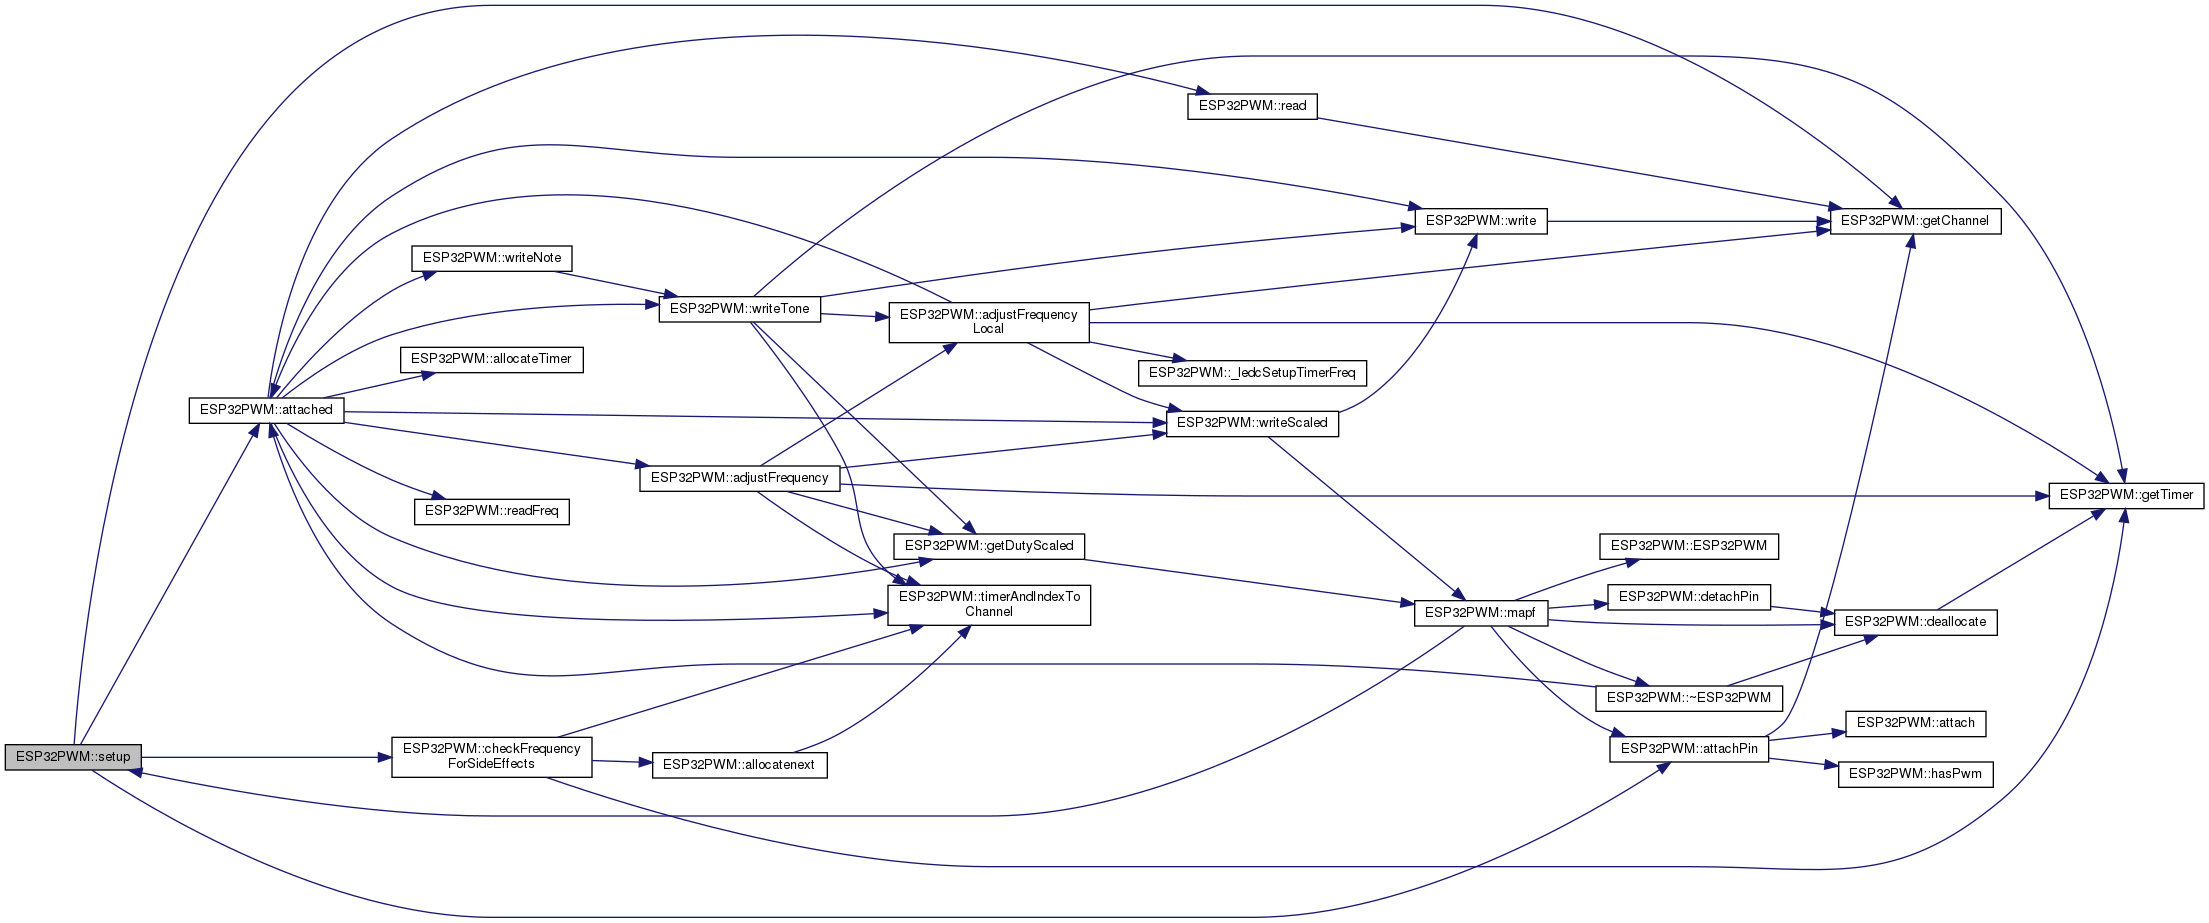 ESP32PWM::read
ESP32PWM::write
ESP32PWM::getChannel
ESP32PWM::writeNote
ESP32PWM::writeTone
ESP32PWM::adjustFrequency
Local
ESP32PWM::allocateTimer
ESP32PWM::_ledcSetupTimerFreq
ESP32PWM::attached
ESP32PWM::writeScaled
ESP32PWM::adjustFrequency
ESP32PWM::getTimer
ESP32PWM::readFreq
ESP32PWM::getDutyScaled
ESP32PWM::ESP32PWM
ESP32PWM::timerAndIndexTo
Channel
ESP32PWM::detachPin
ESP32PWM::mapf
ESP32PWM::deallocate
ESP32PWM::~ESP32PWM
ESP32PWM::attach
ESP32PWM::setup
ESP32PWM::checkFrequency
ForSideEffects
ESP32PWM::allocatenext
ESP32PWM::attachPin
ESP32PWM::hasPwm